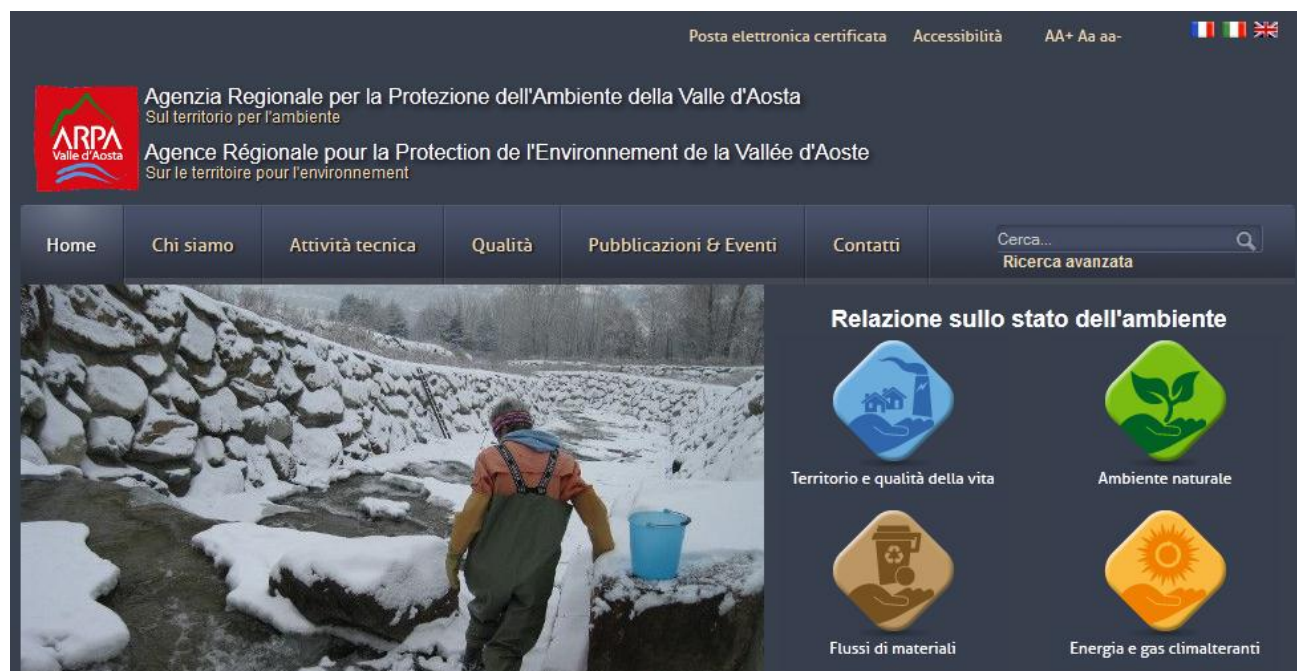 Posta elettronica certificata Accessibilità AA+ Aa aa-
ARPA
Valle d'Aosta
Agenzia Regionale per la Protezione dell'Ambiente della Valle d'Aosta
Sul territorio per l'ambiente
Agence Régionale pour la Protection de l'Environnement de la Vallée d'Aoste
Sur le territoire pour l'environnement
Home Chi siamo Attività tecnica Qualità Pubblicazioni & Eventi Contatti Cerca...
Ricerca avanzata
Relazione sullo stato dell'ambiente
Territorio e qualità della vita Ambiente naturale
Flussi di materiali Energia e gas climalteranti